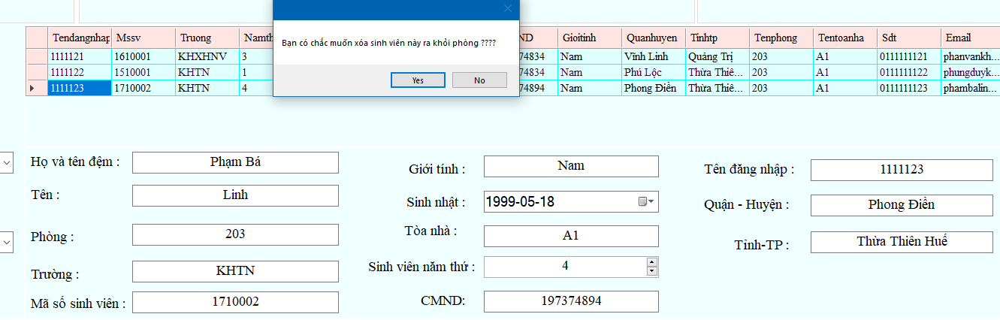 Bạn có chắc muốn xóa sinh viên này ra khỏi phòng ????
Yes No
Tendangnhap Mssv Truong Namth ND Gioitinh Quanhuyen Tinhtp Tenphong Tentoanha Sdt Email
1111121 1610001 KHXHNV 3 74834 Nam Vĩnh Linh Quảng Trị 203 A1 0111111121 phanvankh...
1111122 1510001 KHTN 1 74834 Nam Phú Lộc Thừa Thiê... 203 A1 0111111122 phungduyk...
1111123 1710002 KHTN 4 74894 Nam Phong Điền Thừa Thiê... 203 A1 0111111123 phambalin...
Họ và tên đệm : Phạm Bá Giới tính : Nam Tên đăng nhập : 1111123
Tên : Linh Sinh nhật : 1999-05-18 Quận - Huyện : Phong Điền
Phòng : 203 Tòa nhà : A1 Tỉnh-TP : Thừa Thiên Huế
Trường : KHTN Sinh viên năm thứ : 4
Mã số sinh viên : 1710002 CMND: 197374894